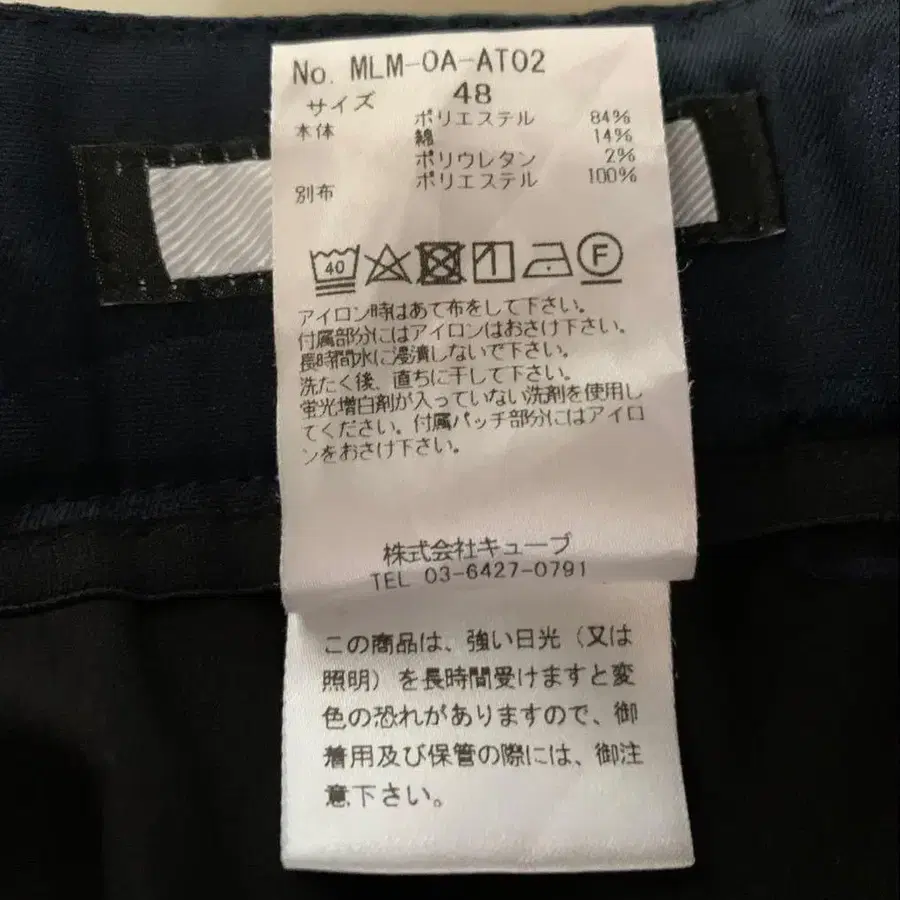 No. MLM-OA-AT02
サイズ 48
本体 ポリエステル 84%
綿 14%
ポリウレタン 2%
別布 ポリエステル 100%
40 F
アイロン時はあて布をして下さい。
付属部分にはアイロンはおさけ下さい。
長時間水に浸漬しないで下さい。
洗たく後、直ちに干して下さい。
蛍光増白剤が入っていない洗剤を使用し
てください。付属パッチ部分にはアイロ
ンをおさけ下さい。
株式会社キューブ
TEL 03-6427-0791
この商品は、強い日光（又は
照明）を長時間受けますと変
色の恐れがありますので、御
着用及び保管の際には、御注
意下さい。